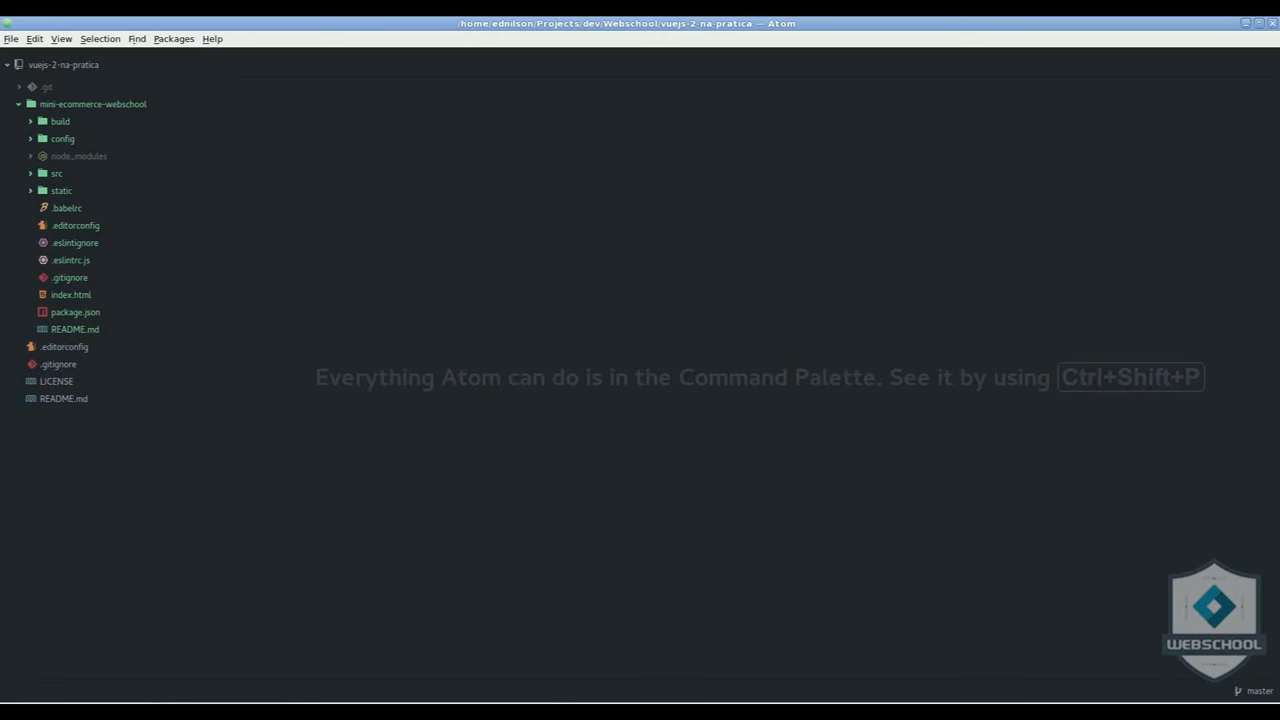 /home/ednilson/Projects/dev/Webschool/vuejs-2-na-pratica — Atom
File Edit View Selection Find Packages Help
vuejs-2-na-pratica
.git
mini-ecommerce-webschool
build
config
node_modules
src
static
.babelrc
.editorconfig
.eslintignore
.eslintrc.js
.gitignore
index.html
package.json
README.md
.editorconfig
.gitignore
LICENSE
README.md
Everything Atom can do is in the Command Palette. See it by using Ctrl+Shift+P
WEBSCHOOL
master